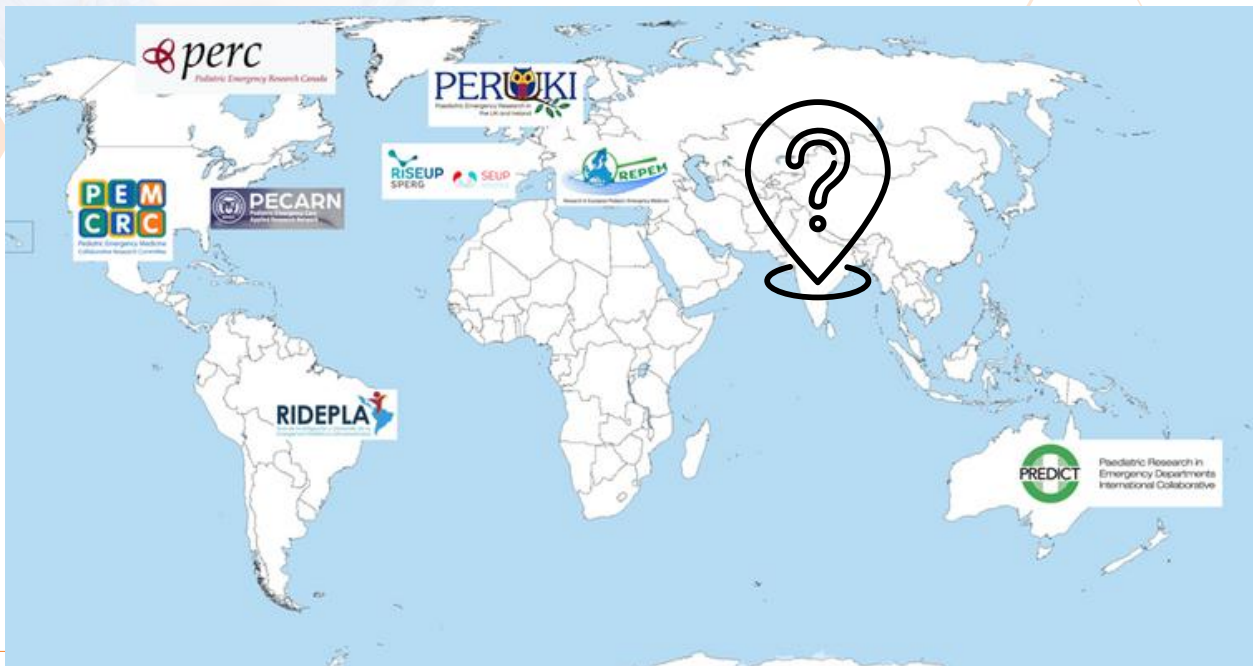 perc
Pediatric Emergency Research Canada
PERUKI
Paediatric Emergency Research in
the UK and Ireland
RISEUP
SPERG
SEUP
REPEM
Research in European Pediatric Emergency Medicine
PEM
CRC
Pediatric Emergency Medicine
Collaborative Research Committee
PECARN
Pediatric Emergency Care
Applied Research Network
?
RIDEPLA
PREDICT
Paediatric Research in
Emergency Departments
International Collaborative